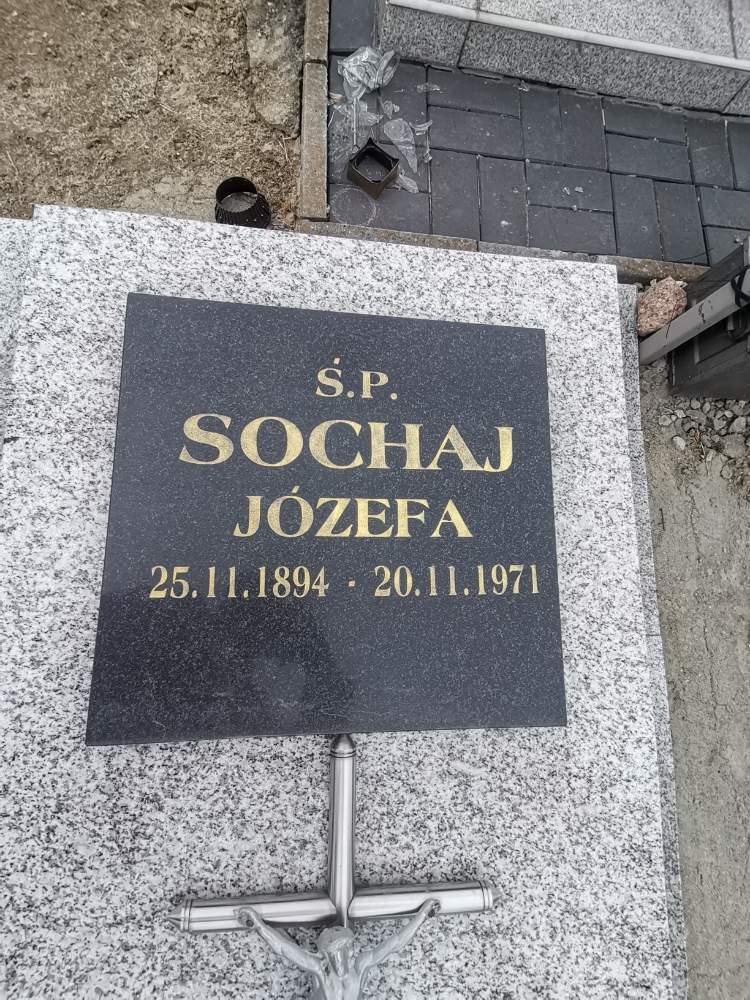 Ś.P.
SOCHAJ
JÓZEFA
25.11.1894 - 20.11.1971